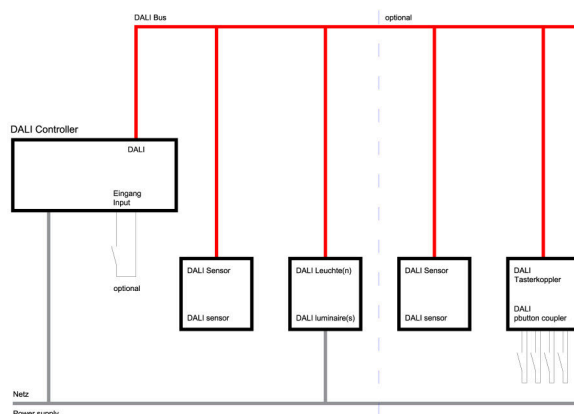 DALI Bus
optional
DALI Controller
DALI
Eingang
Input
optional
DALI Sensor
DALI sensor
DALI Leuchte(n)
DALI luminaire(s)
DALI Sensor
DALI sensor
DALI
Tasterkoppler
DALI
pbutton coupler
Netz
Power supply